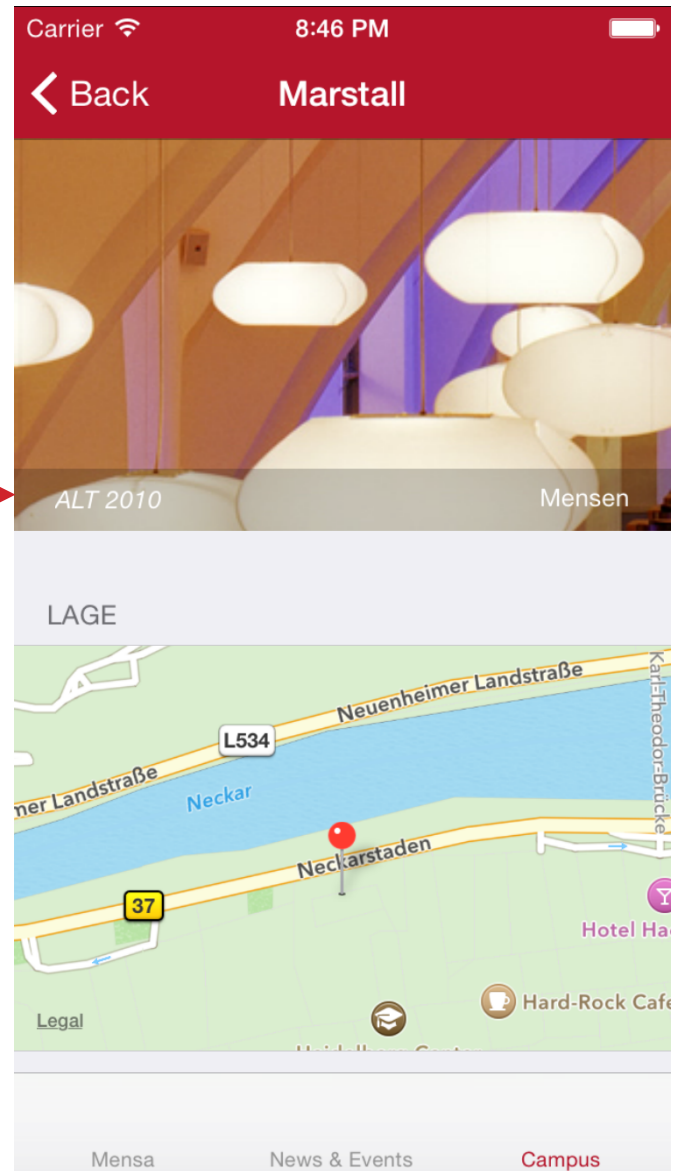 Carrier 8:46 PM
Back Marstall
ALT 2010 Mensen
LAGE
Neuenheimer Landstraße
Karl-Theodor-Brücke
L534
mer Landstraße
Neckar
Neckarstaden
37
Hotel Ha
Hard-Rock Cafe
Legal
Mensa News & Events Campus